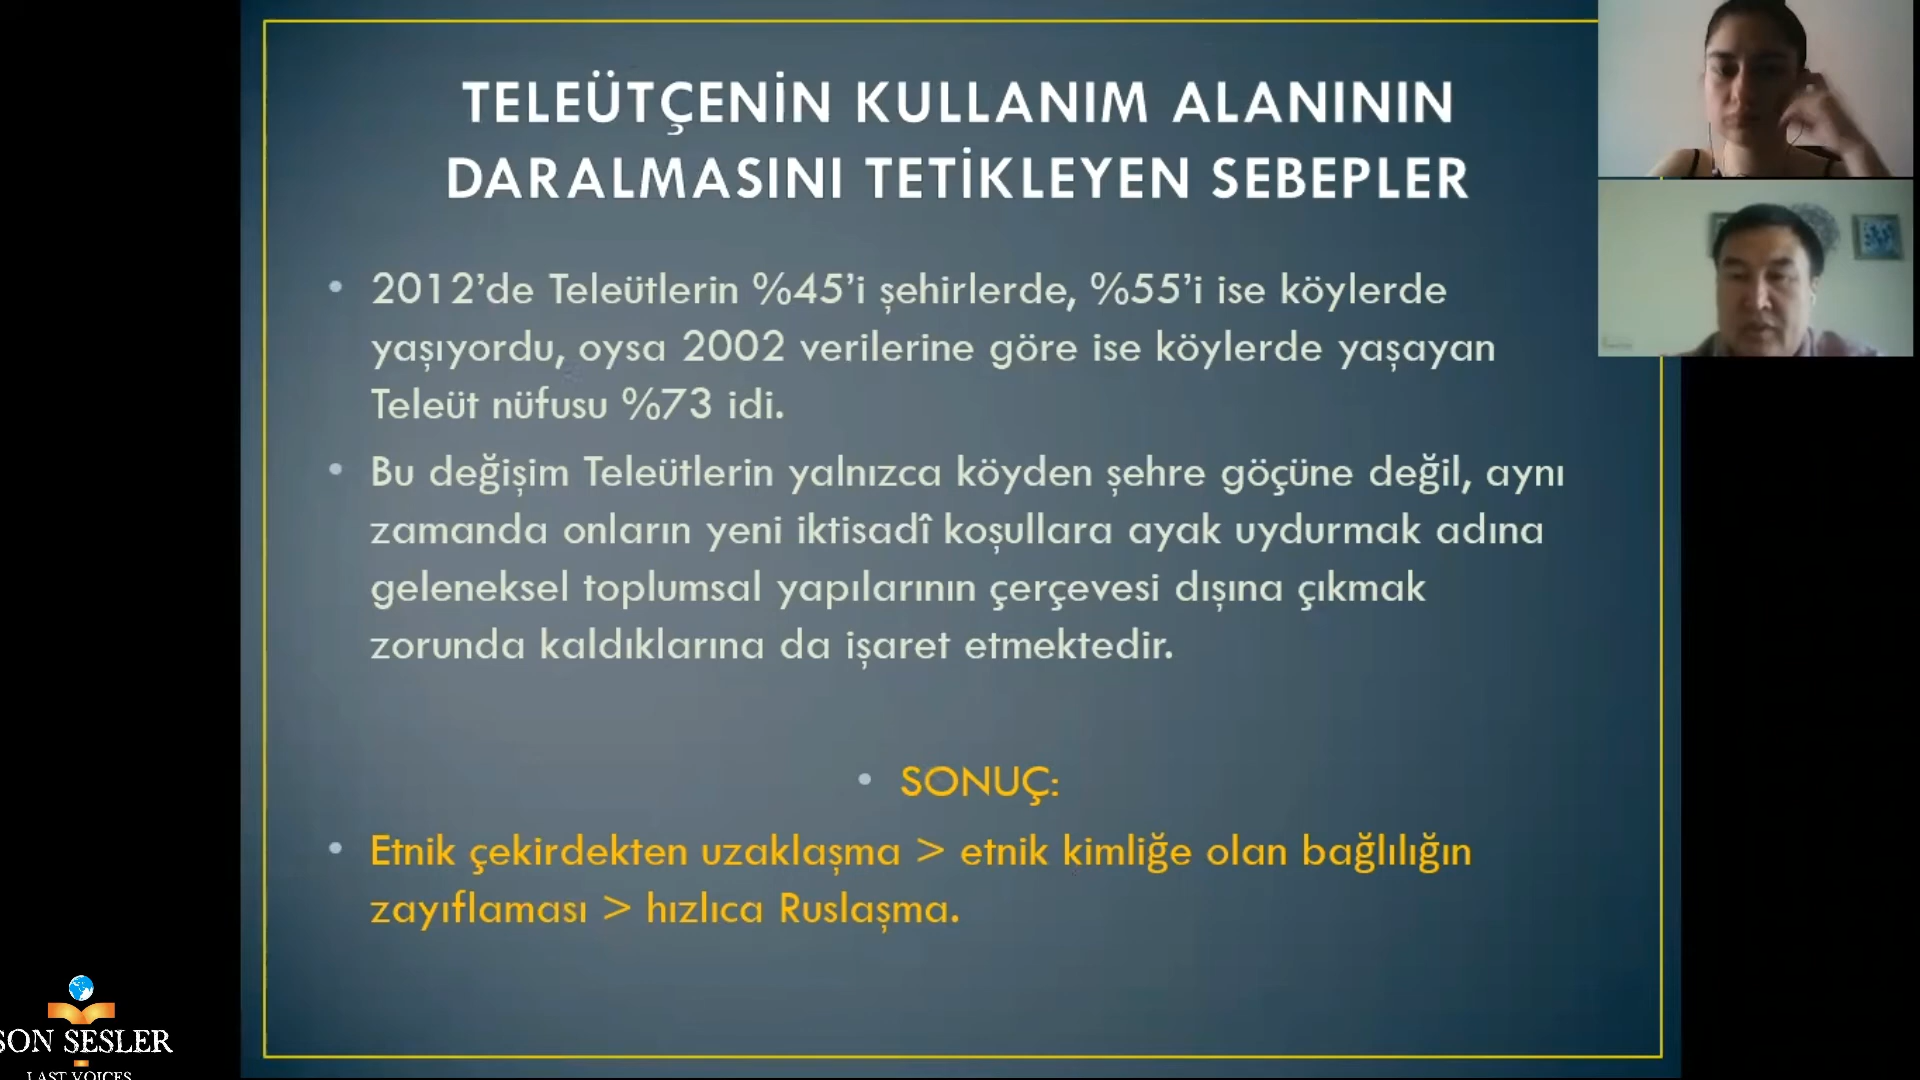 TELEÜTÇENİN KULLANIM ALANININ
DARALMASINI TETİKLEYEN SEBEPLER
• 2012’de Teleütlerin %45’i şehirlerde, %55’i ise köylerde
yaşıyordu, oysa 2002 verilerine göre ise köylerde yaşayan
Teleüt nüfusu %73 idi.
• Bu değişim Teleütlerin yalnızca köyden şehre göçüne değil, aynı
zamanda onların yeni iktisadî koşullara ayak uydurmak adına
geleneksel toplumsal yapılarının çerçevesi dışına çıkmak
zorunda kaldıklarına da işaret etmektedir.
• SONUÇ:
• Etnik çekirdekten uzaklaşma > etnik kimliğe olan bağlılığın
zayıflaması > hızlıca Ruslaşma.
SON SESLER
LAST VOICES